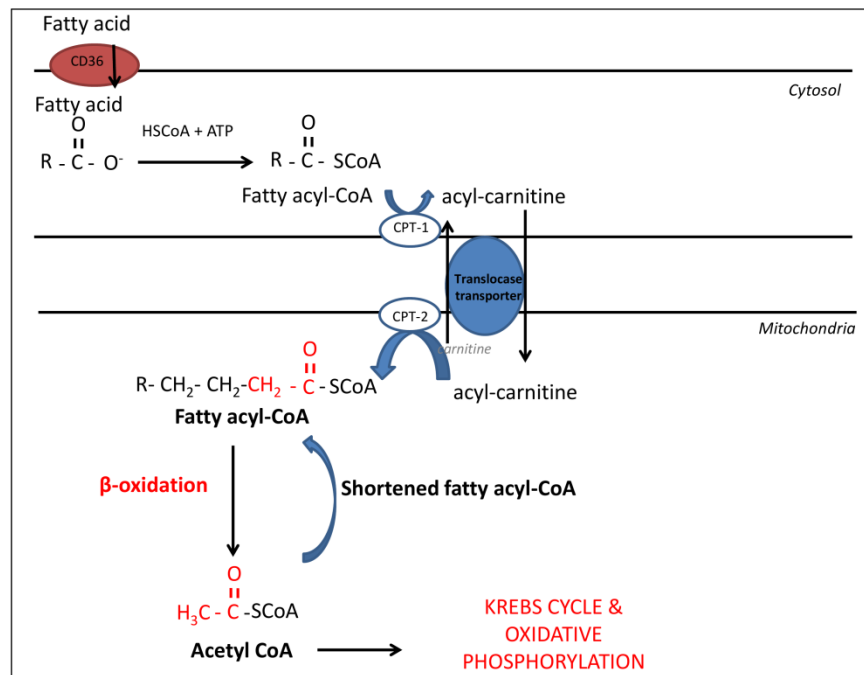 Fatty acid
CD36
Cytosol
Fatty acid
O
HSCoA + ATP
O
R - C - O⁻
R - C - SCoA
Fatty acyl-CoA
acyl-carnitine
CPT-1
Translocase
transporter
CPT-2
Mitochondria
carnitine
O
R- CH₂- CH₂-CH₂ - C - SCoA
acyl-carnitine
Fatty acyl-CoA
β-oxidation
Shortened fatty acyl-CoA
O
H₃C - C -SCoA
Acetyl CoA
KREBS CYCLE &
OXIDATIVE
PHOSPHORYLATION